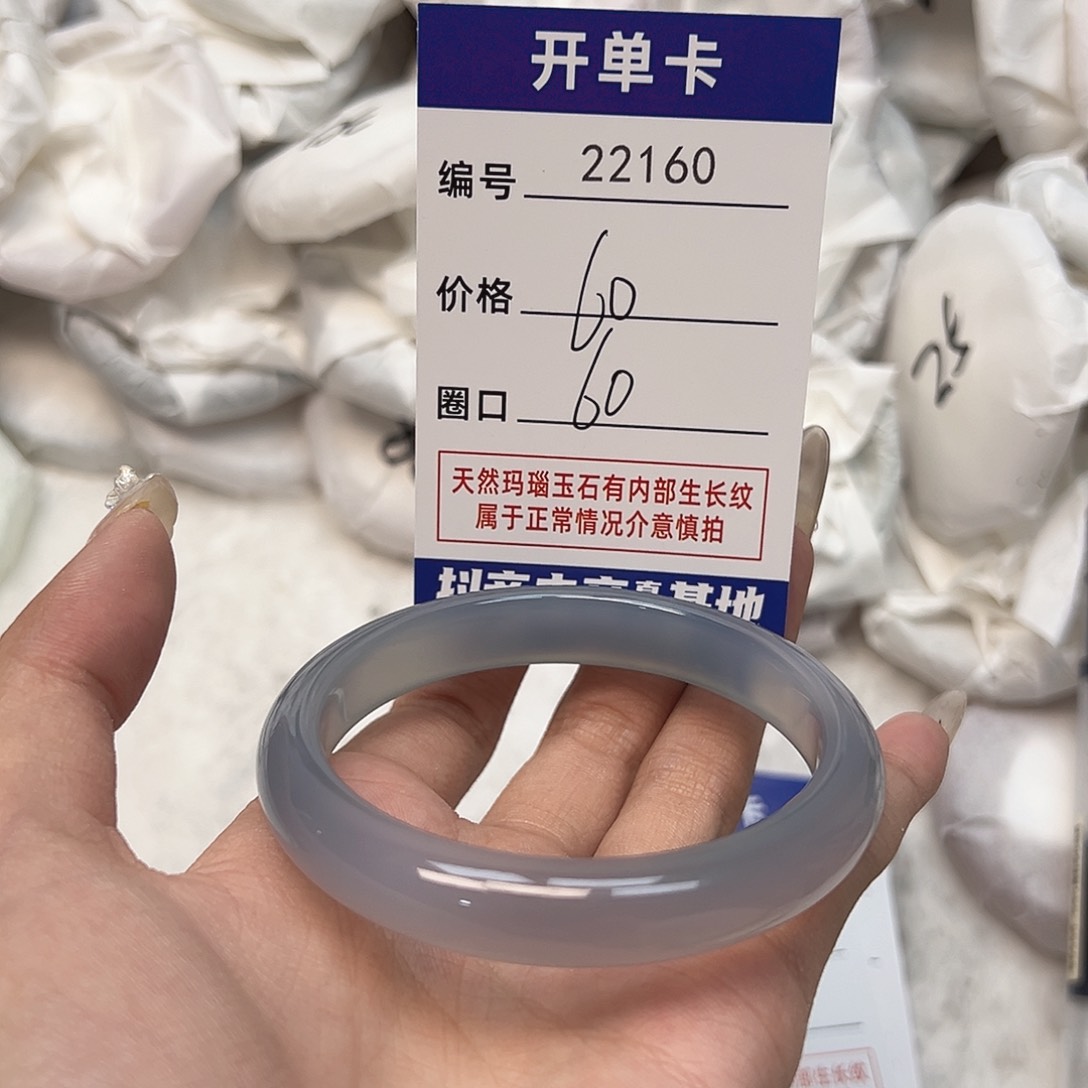 开单卡
编号 22160
价格 60
圈口 60
天然玛瑙玉石有内部生长纹
属于正常情况介意慎拍
25